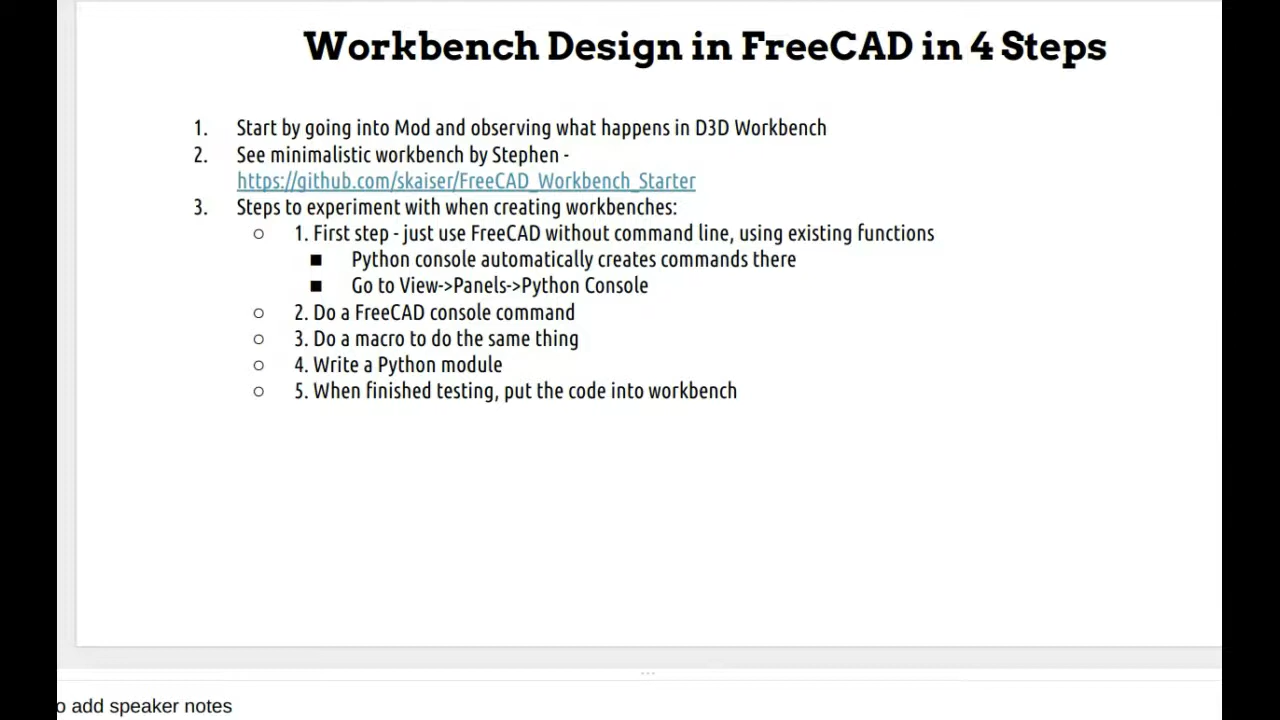 Workbench Design in FreeCAD in 4 Steps
1. Start by going into Mod and observing what happens in D3D Workbench
2. See minimalistic workbench by Stephen -
https://github.com/skaiser/FreeCAD_Workbench_Starter
3. Steps to experiment with when creating workbenches:
○ 1. First step - just use FreeCAD without command line, using existing functions
■ Python console automatically creates commands there
■ Go to View->Panels->Python Console
○ 2. Do a FreeCAD console command
○ 3. Do a macro to do the same thing
○ 4. Write a Python module
○ 5. When finished testing, put the code into workbench
o add speaker notes